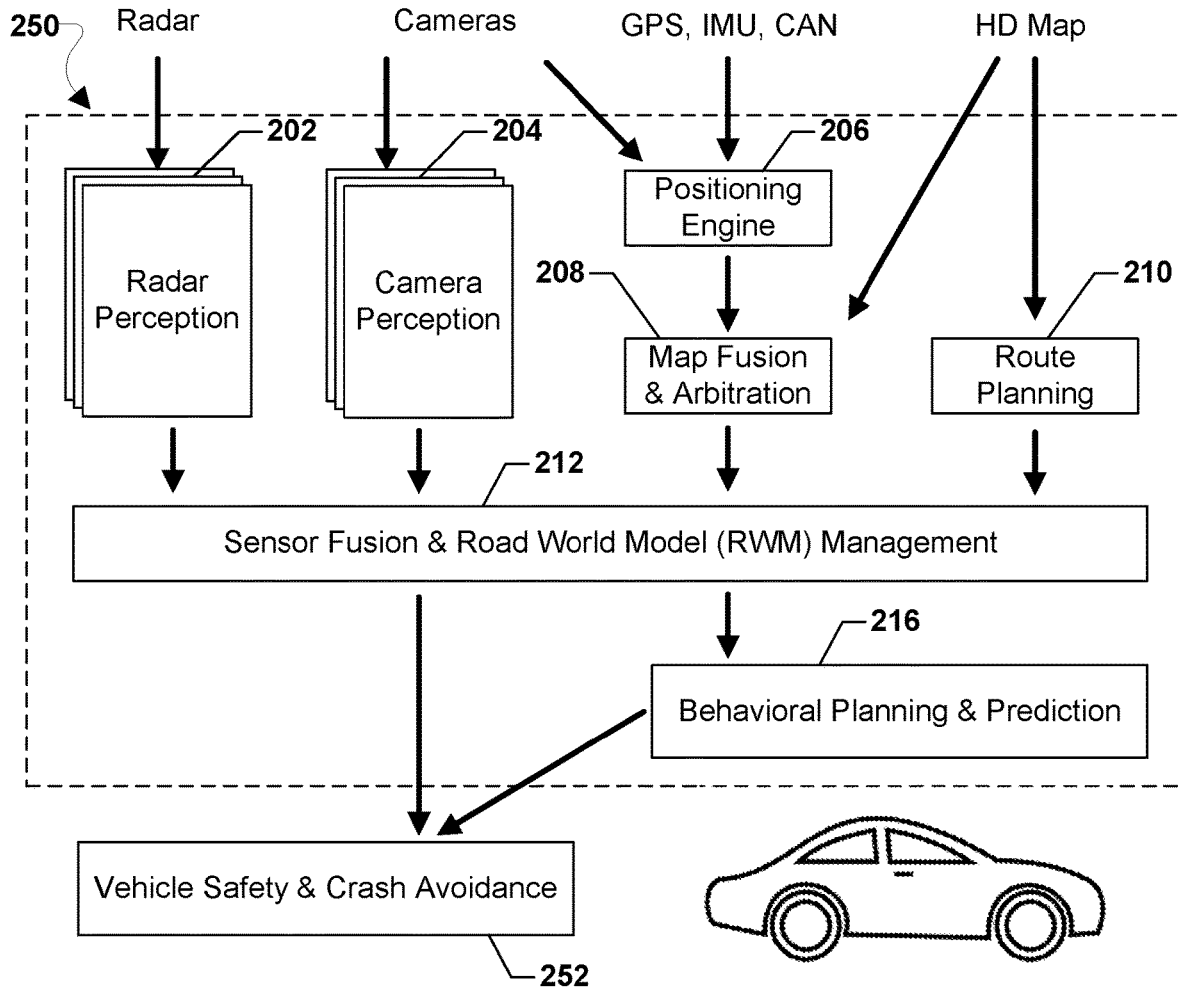 250
Radar
Cameras
GPS, IMU, CAN
HD Map
202
204
206
Radar
Perception
Camera
Perception
Positioning
Engine
208
210
Map Fusion
& Arbitration
Route
Planning
212
Sensor Fusion & Road World Model (RWM) Management
216
Behavioral Planning & Prediction
Vehicle Safety & Crash Avoidance
252